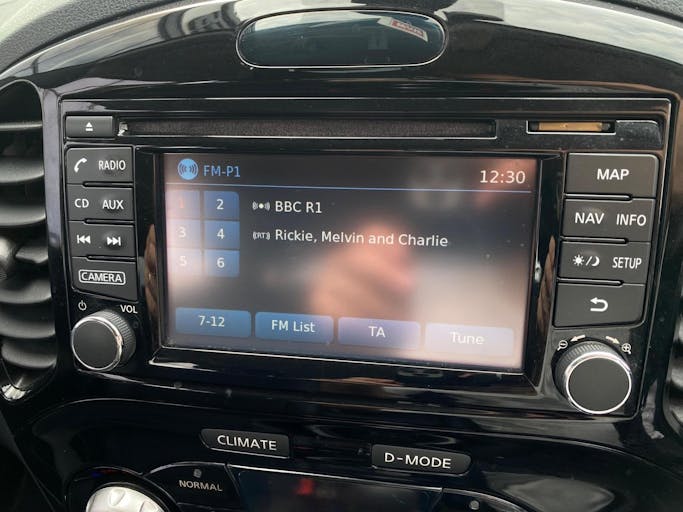 RADIO
CD AUX
CAMERA
VOL
FM-P1
12:30
1 2
BBC R1
3 4
Rickie, Melvin and Charlie
5 6
7-12 FM List TA Tune
MAP
NAV INFO
SETUP
CLIMATE
D-MODE
NORMAL